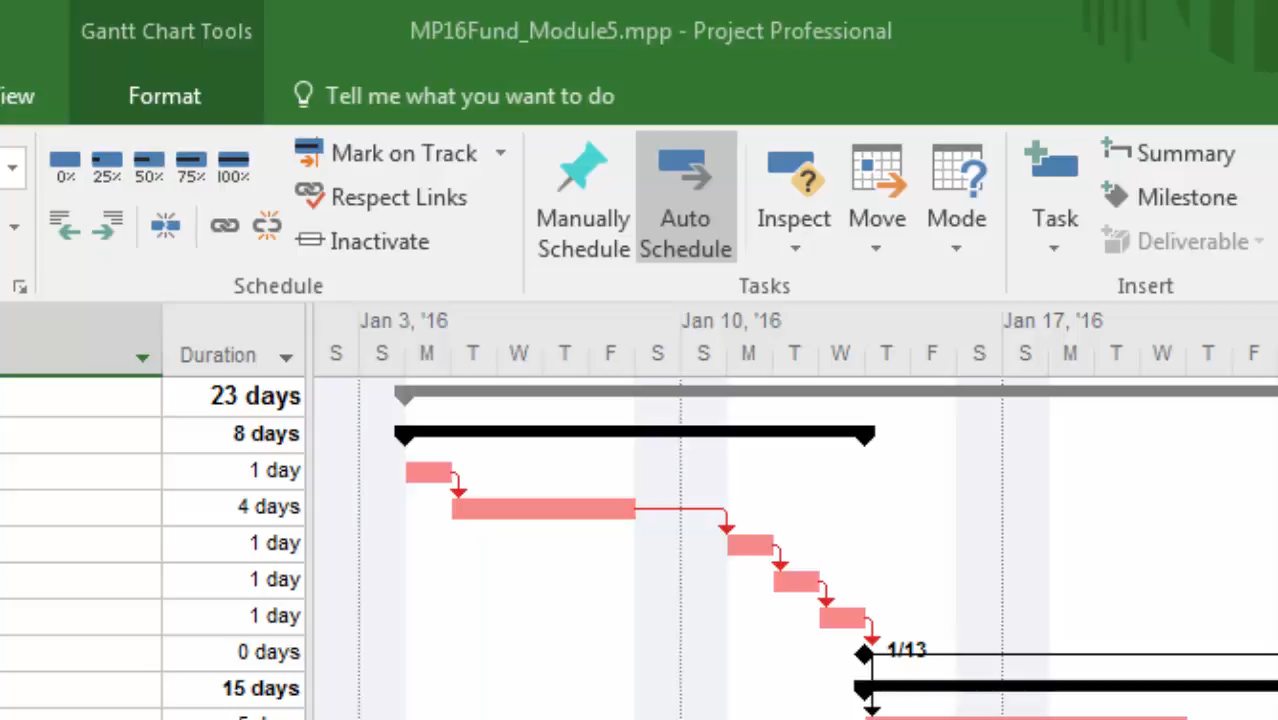 Gantt Chart Tools
MP16Fund_Module5.mpp - Project Professional
Format
Tell me what you want to do
0% 25% 50% 75% 100%
Mark on Track
Respect Links
Inactivate
Schedule
Manually Schedule
Auto Schedule
Inspect
Move
Mode
Tasks
Task
Summary
Milestone
Deliverable
Insert
Duration
Jan 3, '16 Jan 10, '16 Jan 17, '16
S S M T W T F S S M T W T F S S M T W T F
23 days
8 days
1 day
4 days
1 day
1 day
1 day
0 days
1/13
15 days